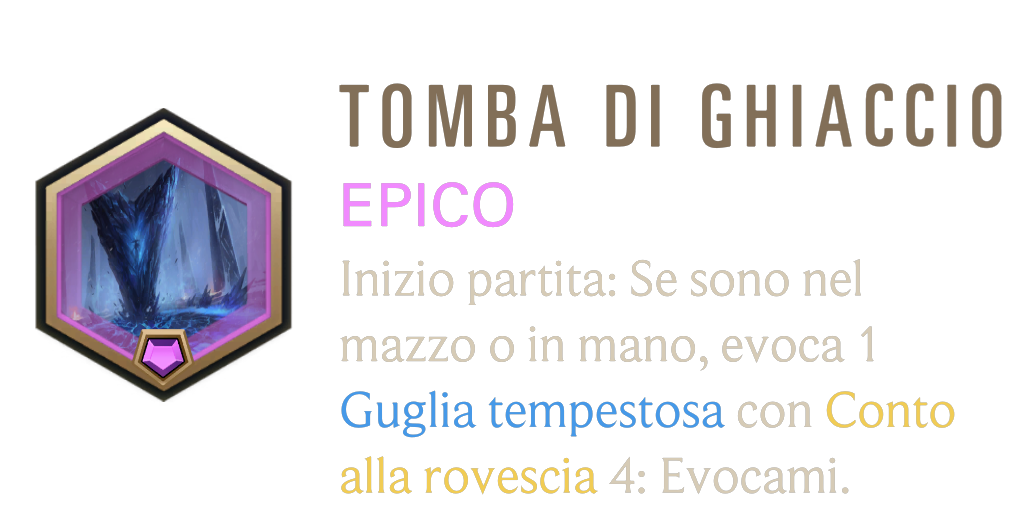 TOMBA DI GHIACCIO
EPICO
Inizio partita: Se sono nel
mazzo o in mano, evoca 1
Guglia tempestosa con Conto
alla rovescia 4: Evocami.